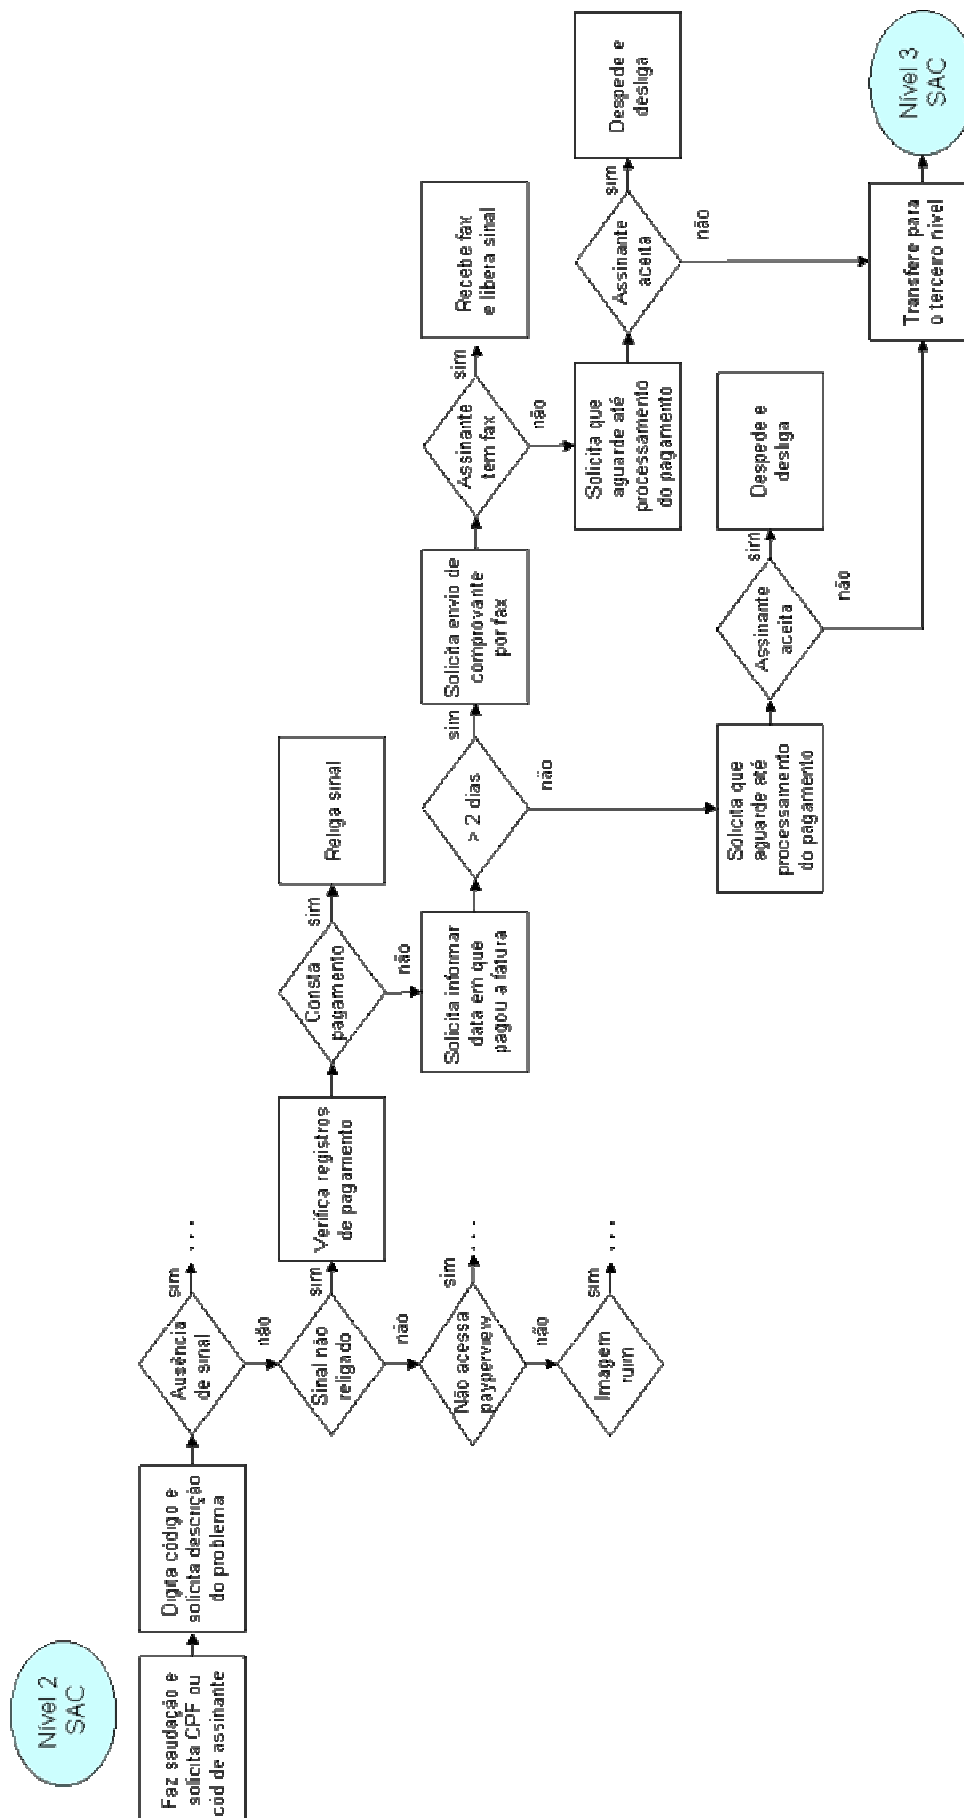 Nível 2
SAC
Faz saudação e
solicita CPF ou
cód de assinante
Digita código e
solicita descrição
do problema
Ausência
de sinal
sim
...
não
Sinal não
religado
sim
Verifica registros
de pagamento
Consta
pagamento
sim
Religa sinal
não
Solicita informar
data em que
pagou a fatura
> 2 dias
sim
Solicita envio de
comprovante
por fax
Assinante
tem fax
sim
Recebe fax
e libera sinal
não
Solicita que
aguarde até
processamento
do pagamento
Assinante
aceita
sim
Despede e
desliga
não
não
Solicita que
aguarde até
processamento
do pagamento
Assinante
aceita
sim
Despede e
desliga
não
Transfere para
o terceiro nível
Nível 3
SAC
não
Não acessa
payperview
sim
...
não
Imagem
ruim
sim
...